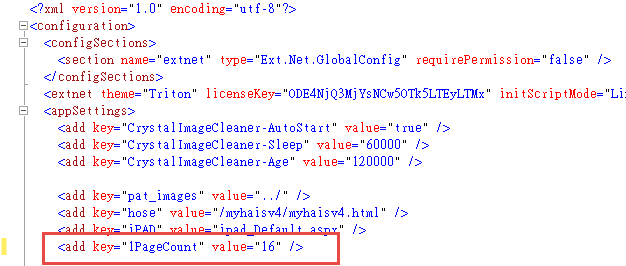 <?xml version="1.0" encoding="utf-8"?>
<configuration>
<configSections>
<section name="extnet" type="Ext.Net.GlobalConfig" requirePermission="false" />
</configSections>
<extnet theme="Triton" licenseKey="ODE4NjQ3MjYsNCw5OTk5LTEyLTMx" initScriptMode="Li
<appSettings>
<add key="CrystalImageCleaner-AutoStart" value="true" />
<add key="CrystalImageCleaner-Sleep" value="60000" />
<add key="CrystalImageCleaner-Age" value="120000" />
<add key="pat_images" value="../" />
<add key="hose" value="/myhaisv4/myhaisv4.html" />
<add key="iPAD" value="ipad_Default.aspx" />
<add key="lPageCount" value="16" />